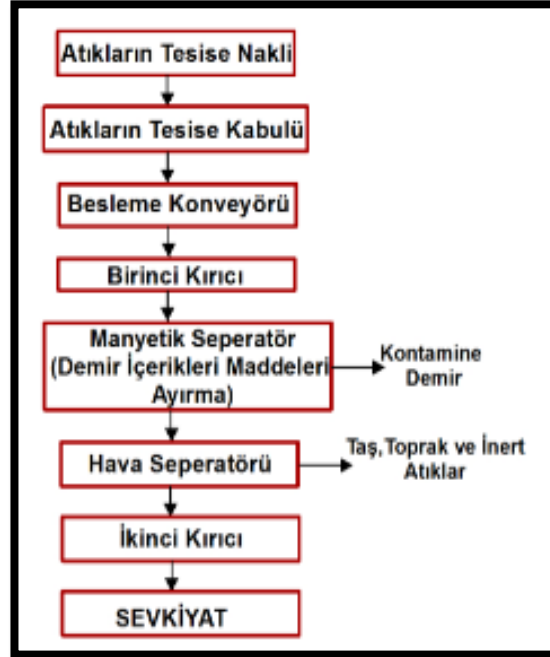 Atıkların Tesise Nakli
Atıkların Tesise Kabulü
Besleme Konveyörü
Birinci Kırıcı
Manyetik Seperatör
(Demir İçerikleri Maddeleri
Ayırma)
Kontamine
Demir
Hava Seperatörü
Taş,Toprak ve İnert
Atıklar
İkinci Kırıcı
SEVKİYAT